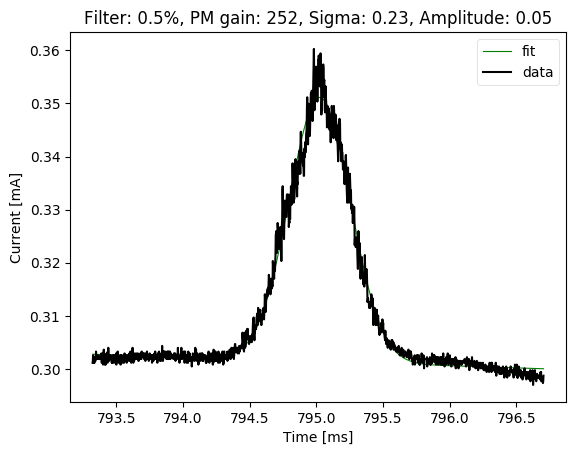 Filter: 0.5%, PM gain: 252, Sigma: 0.23, Amplitude: 0.05
fit
data
Current [mA]
0.36
0.35
0.34
0.33
0.32
0.31
0.30
793.5 794.0 794.5 795.0 795.5 796.0 796.5
Time [ms]